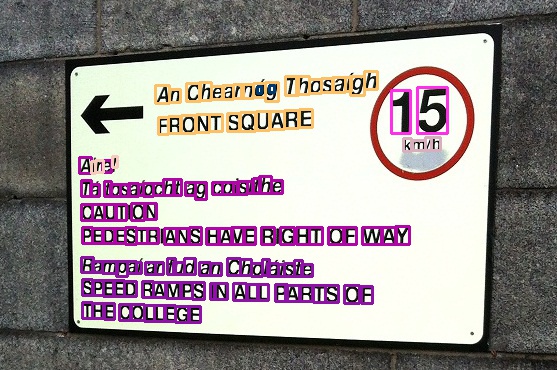 An Chearnóg Thosaigh
FRONT SQUARE
15
km/h
Aire!
Tá tosaíocht ag coisithe
CAUTION
PEDESTRIANS HAVE RIGHT OF WAY
Rampaí ar fud an Choláiste
SPEED RAMPS IN ALL PARTS OF
THE COLLEGE